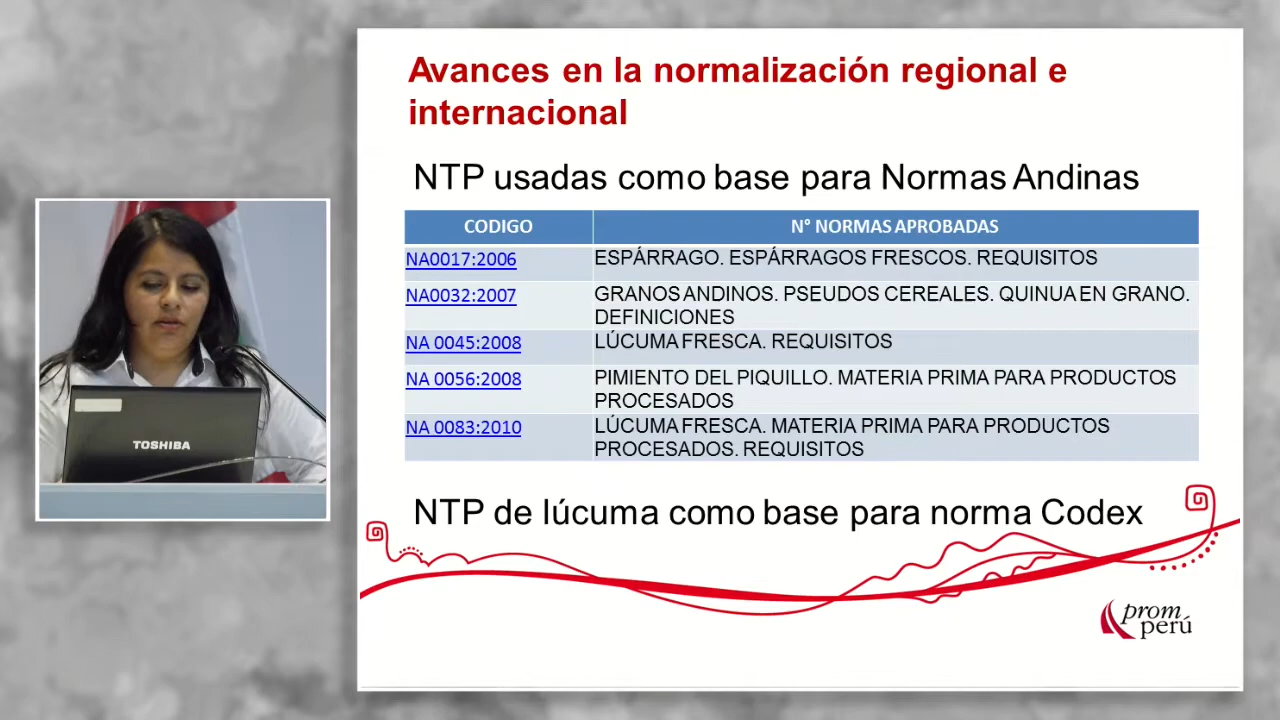 Avances en la normalización regional e
internacional
NTP usadas como base para Normas Andinas
CODIGO N° NORMAS APROBADAS
NA0017:2006 ESPÁRRAGO. ESPÁRRAGOS FRESCOS. REQUISITOS
NA0032:2007 GRANOS ANDINOS. PSEUDOS CEREALES. QUINUA EN GRANO.
DEFINICIONES
NA 0045:2008 LÚCUMA FRESCA. REQUISITOS
NA 0056:2008 PIMIENTO DEL PIQUILLO. MATERIA PRIMA PARA PRODUCTOS
PROCESADOS
NA 0083:2010 LÚCUMA FRESCA. MATERIA PRIMA PARA PRODUCTOS
PROCESADOS. REQUISITOS
NTP de lúcuma como base para norma Codex
prom
perú
TOSHIBA